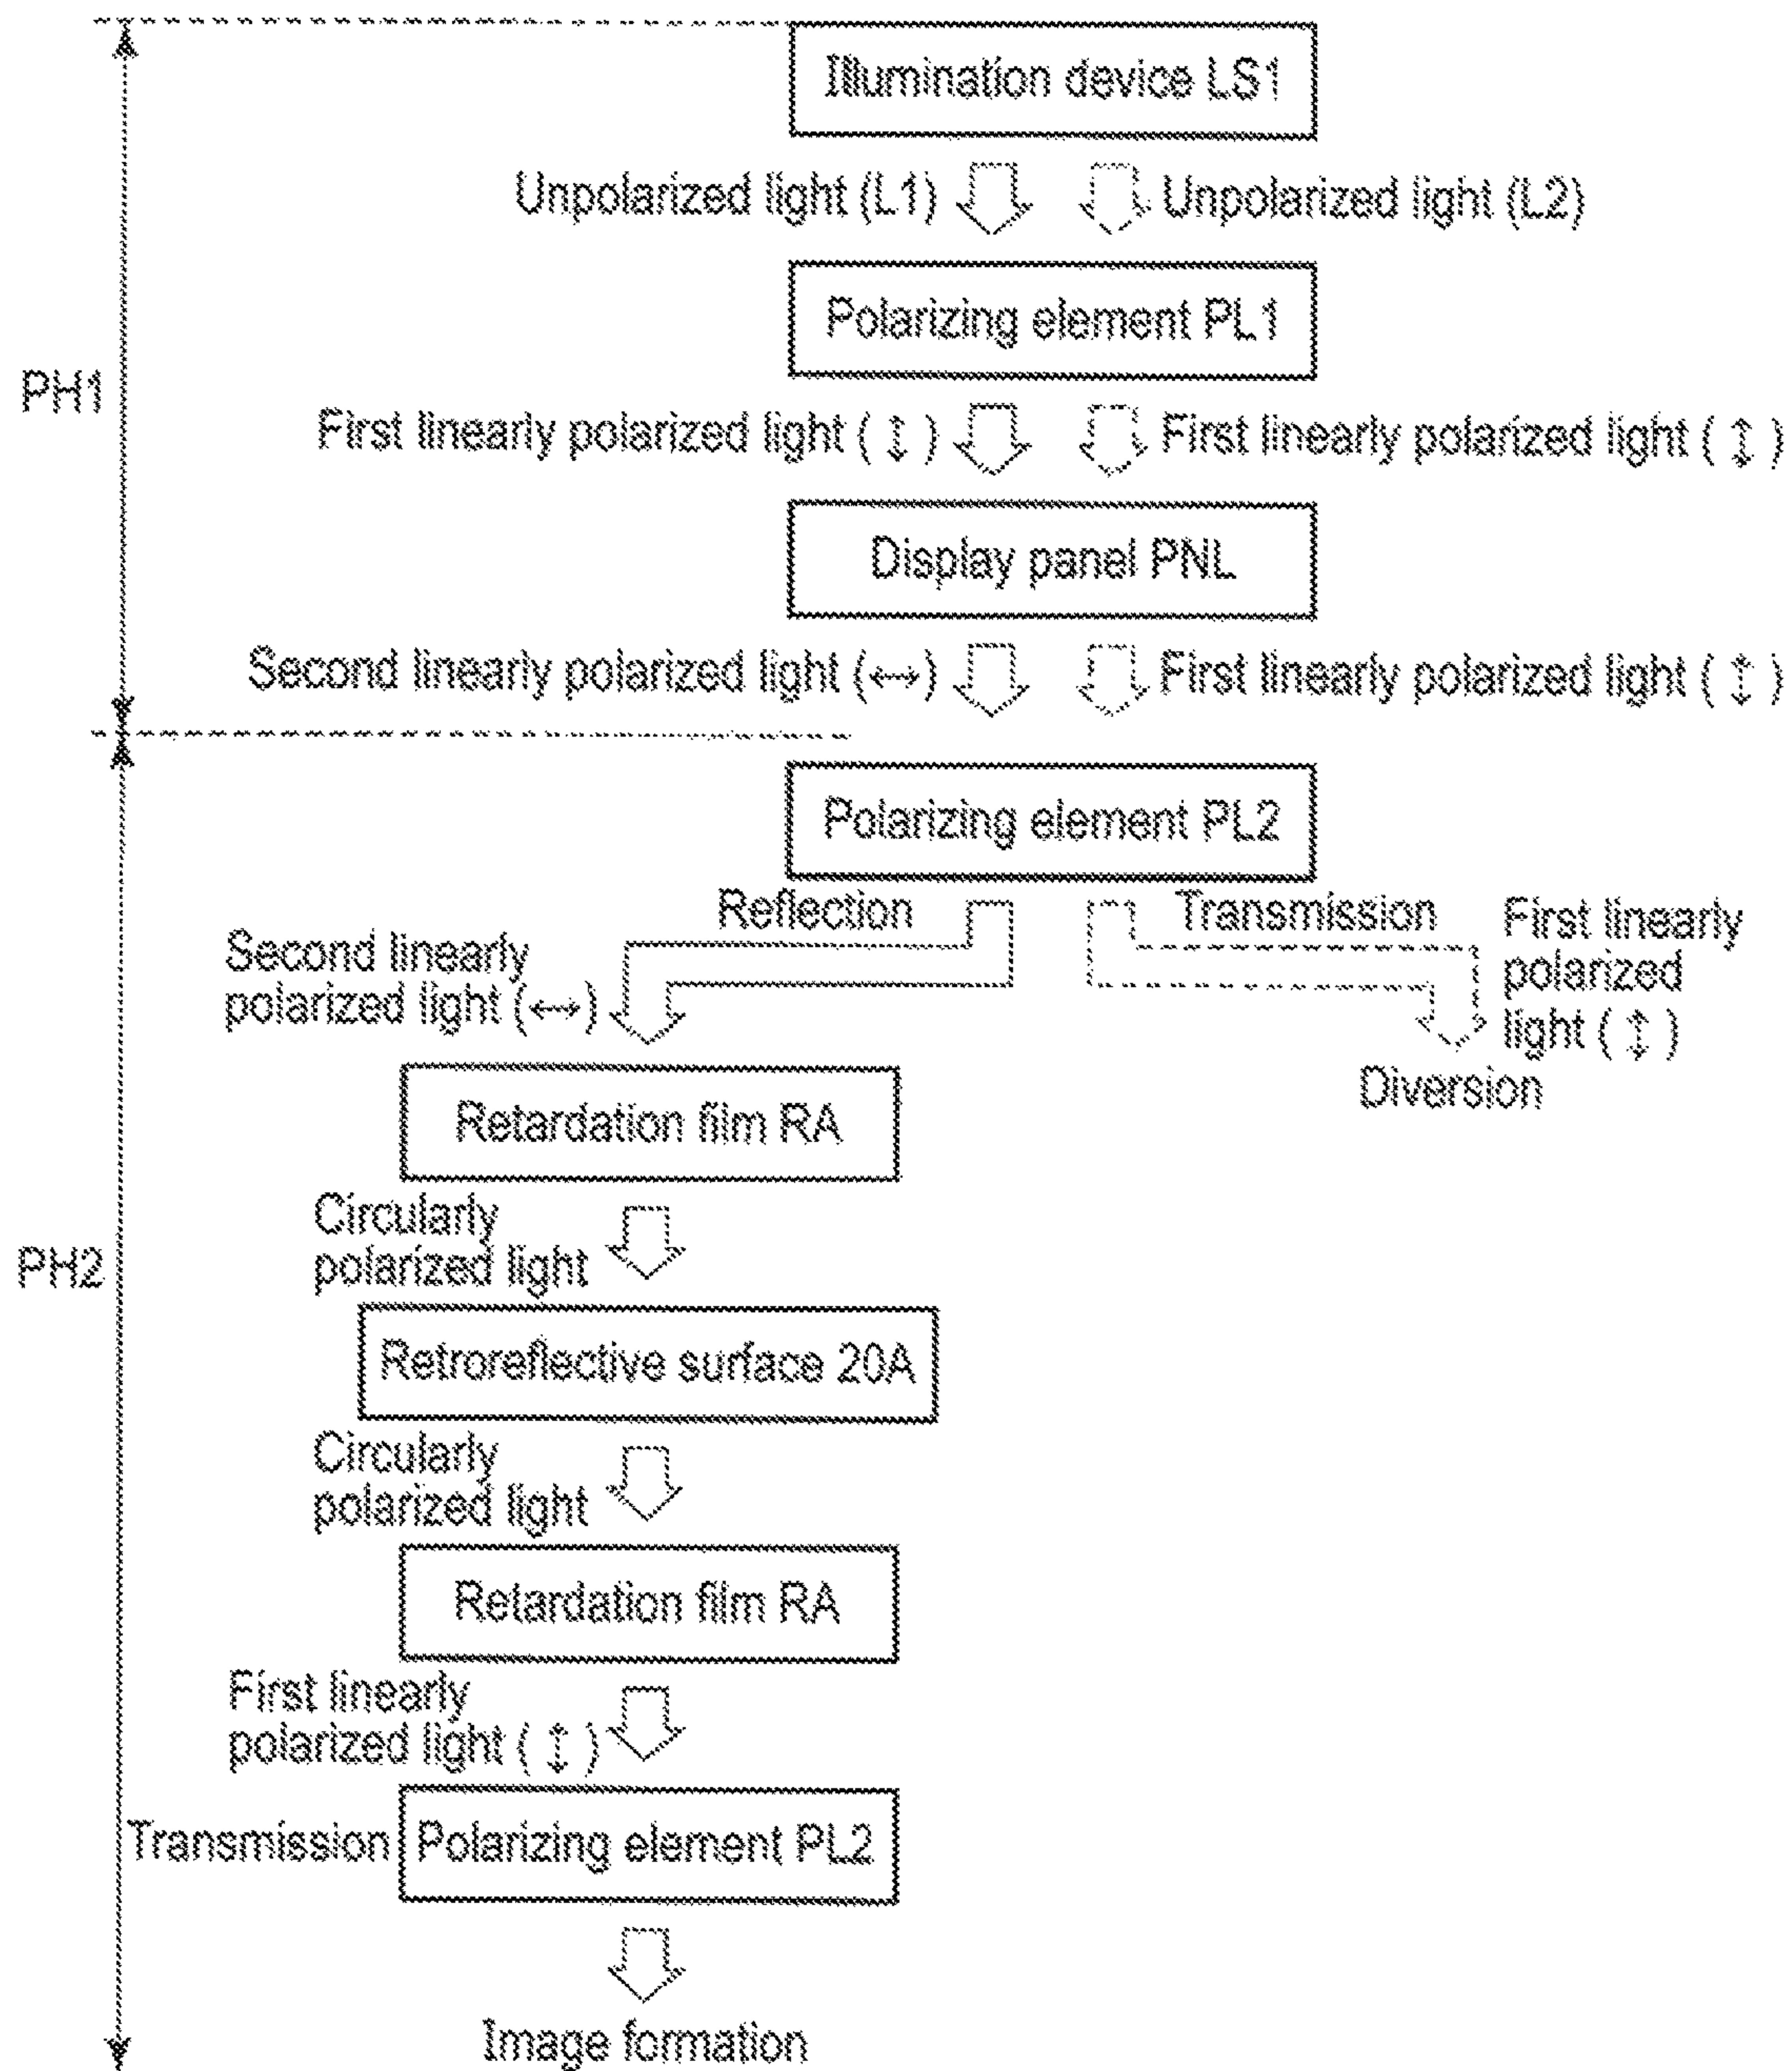 Illumination device LS1
Unpolarized light (L1)
Unpolarized light (L2)
Polarizing element PL1
PH1
First linearly polarized light (↕)
First linearly polarized light (↕)
Display panel PNL
Second linearly polarized light (↔)
First linearly polarized light (↕)
Polarizing element PL2
Reflection
Transmission
First linearly
polarized
light (↕)
Second linearly
polarized light (↔)
Diversion
Retardation film RA
Circularly
polarized light
PH2
Retroreflective surface 20A
Circularly
polarized light
Retardation film RA
First linearly
polarized light (↕)
Transmission
Polarizing element PL2
Image formation